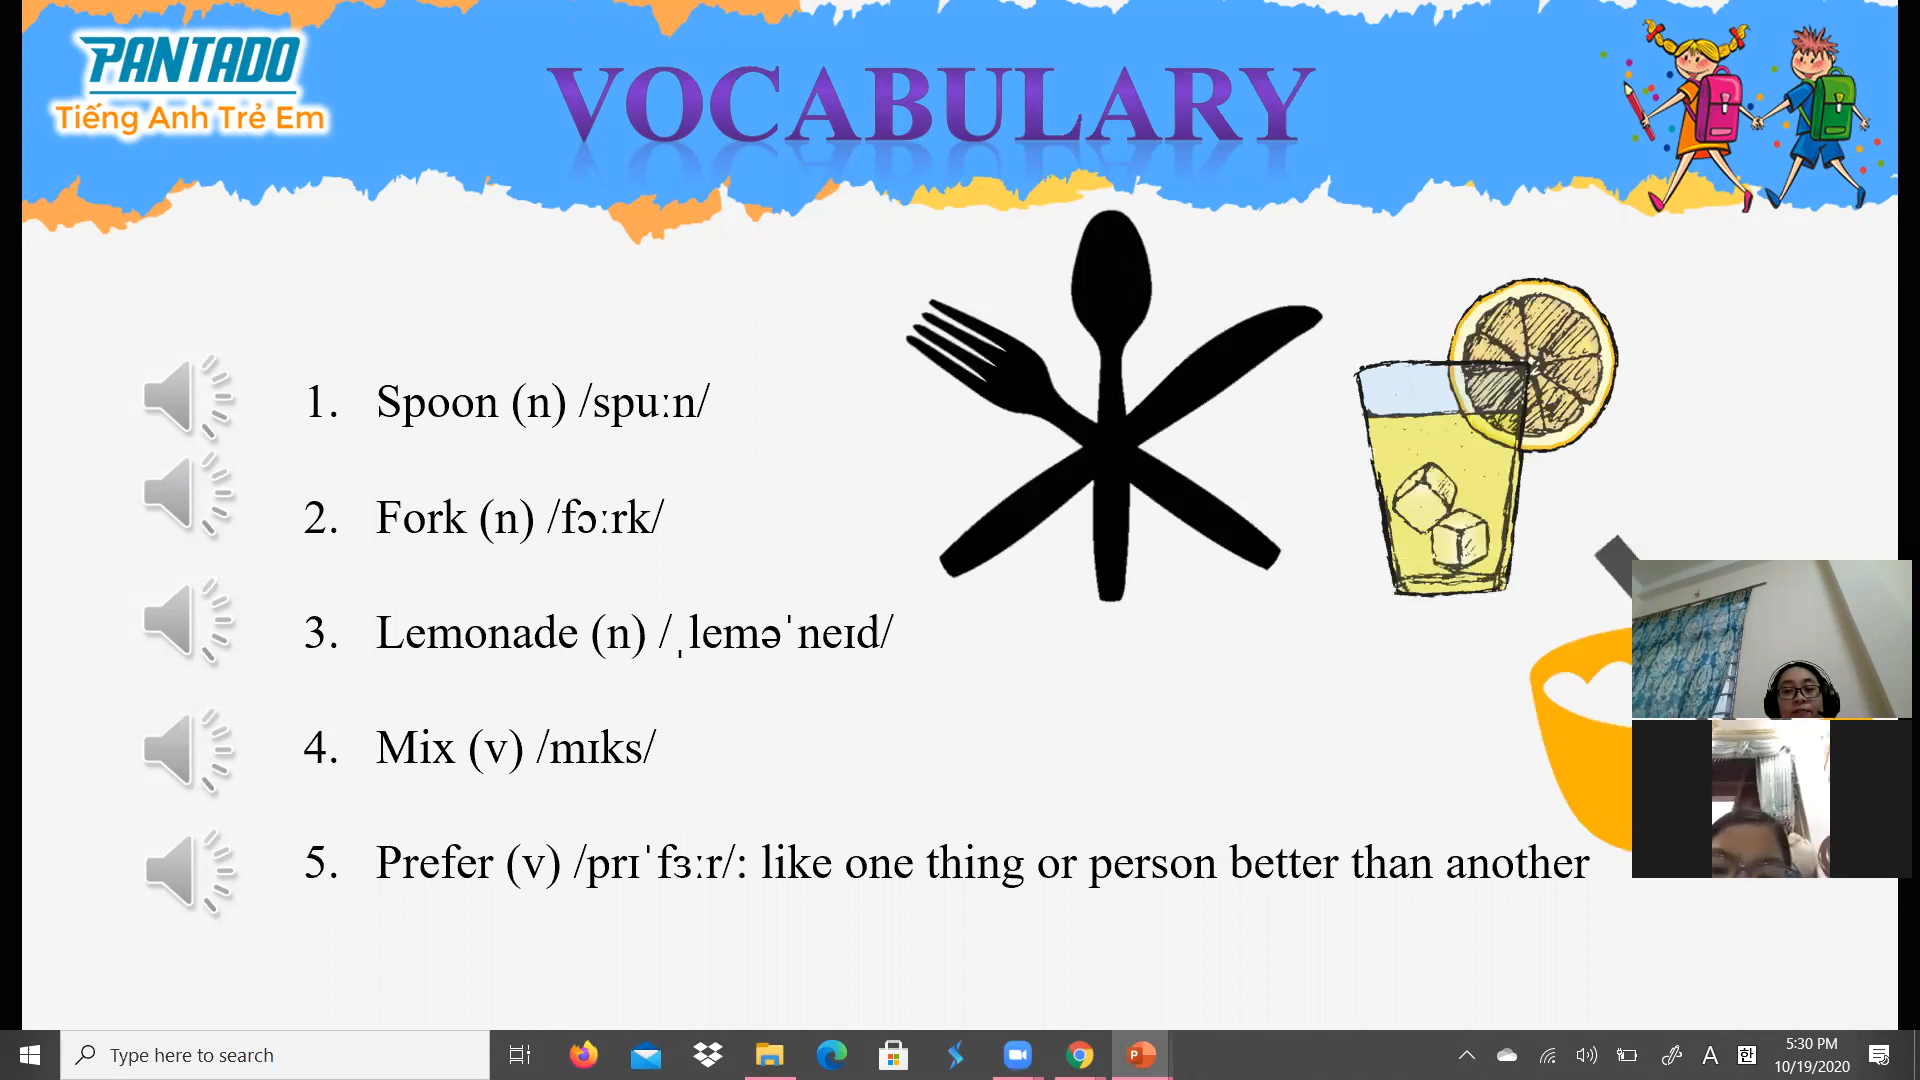 PANTADO
Tiếng Anh Trẻ Em
VOCABULARY
1. Spoon (n) /spuːn/
2. Fork (n) /fɔːrk/
3. Lemonade (n) /ˌleməˈneɪd/
4. Mix (v) /mɪks/
5. Prefer (v) /prɪˈfɜːr/: like one thing or person better than another
Type here to search
A 한
5:30 PM
10/19/2020